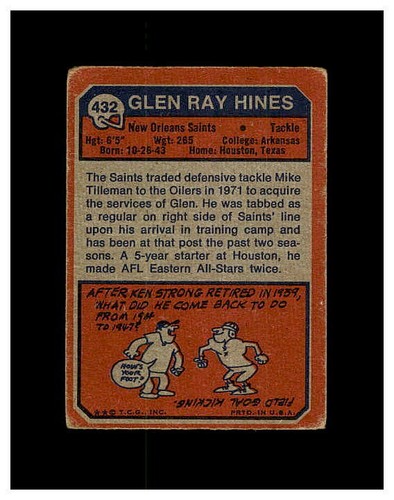 432 GLEN RAY HINES
New Orleans Saints • Tackle
Hgt: 6'5" Wgt: 265 College: Arkansas
Born: 10-26-43 Home: Houston, Texas
The Saints traded defensive tackle Mike
Tilleman to the Oilers in 1971 to acquire
the services of Glen. He was tabbed as
a regular on right side of Saints' line
upon his arrival in training camp and
has been at that post the past two sea-
sons. A 5-year starter at Houston, he
made AFL Eastern All-Stars twice.
AFTER KEN STRONG RETIRED IN 1939,
WHAT DID HE COME BACK TO DO
FROM 1944
TO 1947?
HOW'S
YOUR
FOOT?
FIELD GOAL KICKING.
★★© T.C.G., INC. PRTD. IN U.S.A.